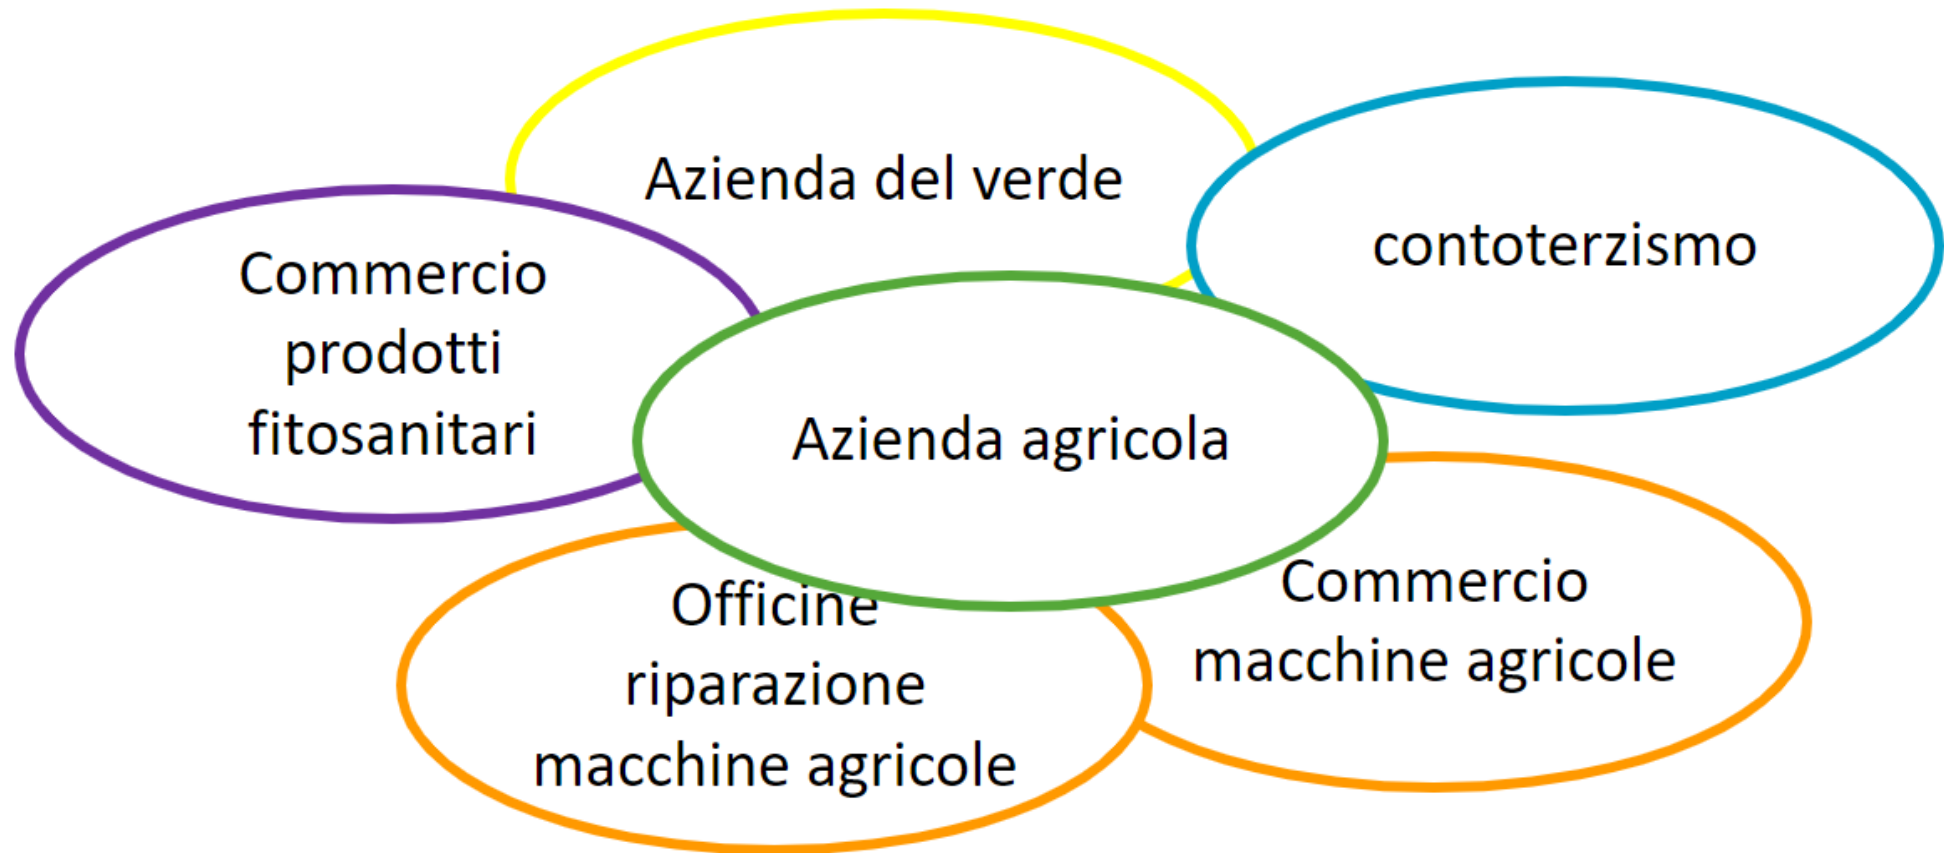 Azienda del verde
contoterzismo
Commercio
prodotti
fitosanitari
Azienda agricola
Commercio
macchine agricole
Officine
riparazione
macchine agricole